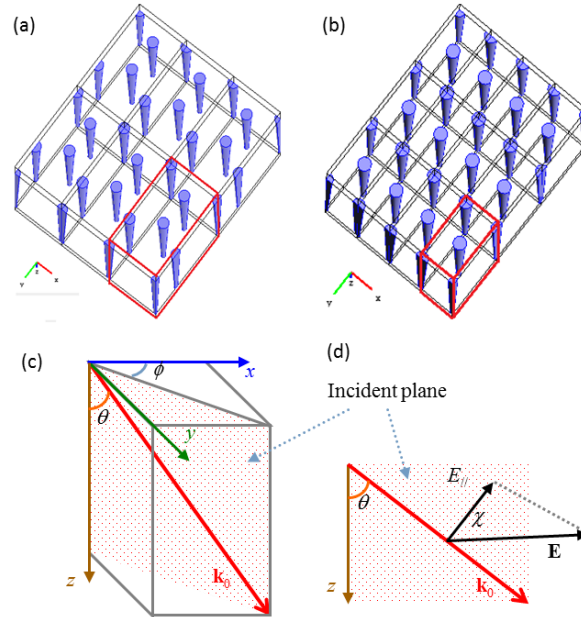 (a)
(b)
y
z
x
y
z
x
(c)
(d)
ϕ
x
Incident plane
θ
y
E//
θ
χ
E
z
k0
z
k0